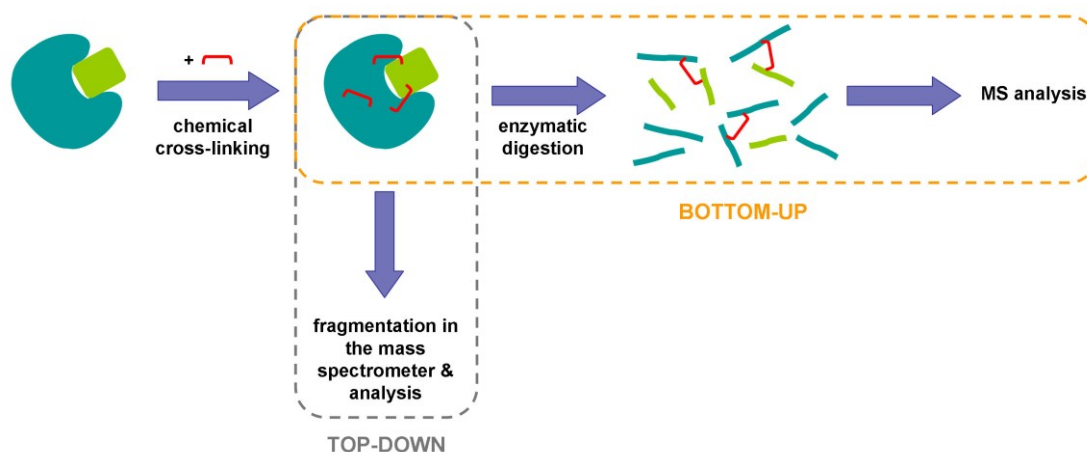 +
chemical
cross-linking
enzymatic
digestion
MS analysis
BOTTOM-UP
fragmentation in
the mass
spectrometer &
analysis
TOP-DOWN